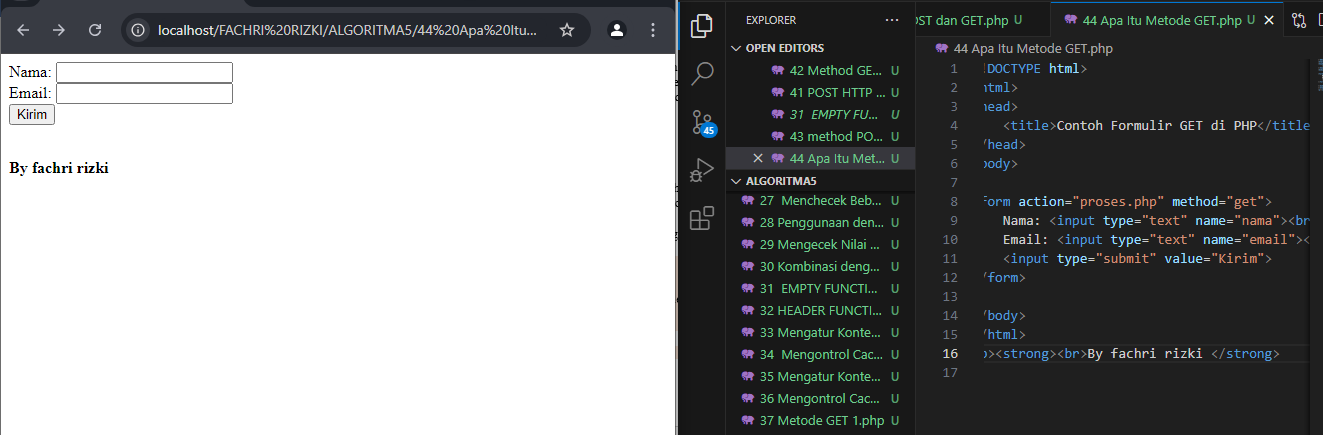 localhost/FACHRI%20RIZKI/ALGORITMA5/44%20Apa%20Itu...
Nama:
Email:
Kirim
By fachri rizki
45
EXPLORER
OPEN EDITORS
42 Method GE... U
41 POST HTTP ... U
31 EMPTY FU... U
43 method PO... U
44 Apa Itu Met... U
ALGORITMA5
27 Menchecek Beb... U
28 Penggunaan den... U
29 Mengecek Nilai ... U
30 Kombinasi deng... U
31 EMPTY FUNCTI... U
32 HEADER FUNCTI... U
33 Mengatur Konte... U
34 Mengontrol Cac... U
35 Mengatur Konte... U
36 Mengontrol Cac... U
37 Metode GET 1.php U
OST dan GET.php U
44 Apa Itu Metode GET.php U
44 Apa Itu Metode GET.php
1 !DOCTYPE html>
2 html>
3 head>
4 <title>Contoh Formulir GET di PHP</title
5 /head>
6 body>
7
8 form action="proses.php" method="get">
9 Nama: <input type="text" name="nama"><br
10 Email: <input type="text" name="email"><
11 <input type="submit" value="Kirim">
12 /form>
13
14 /body>
15 /html>
16 ><strong><br>By fachri rizki </strong>
17